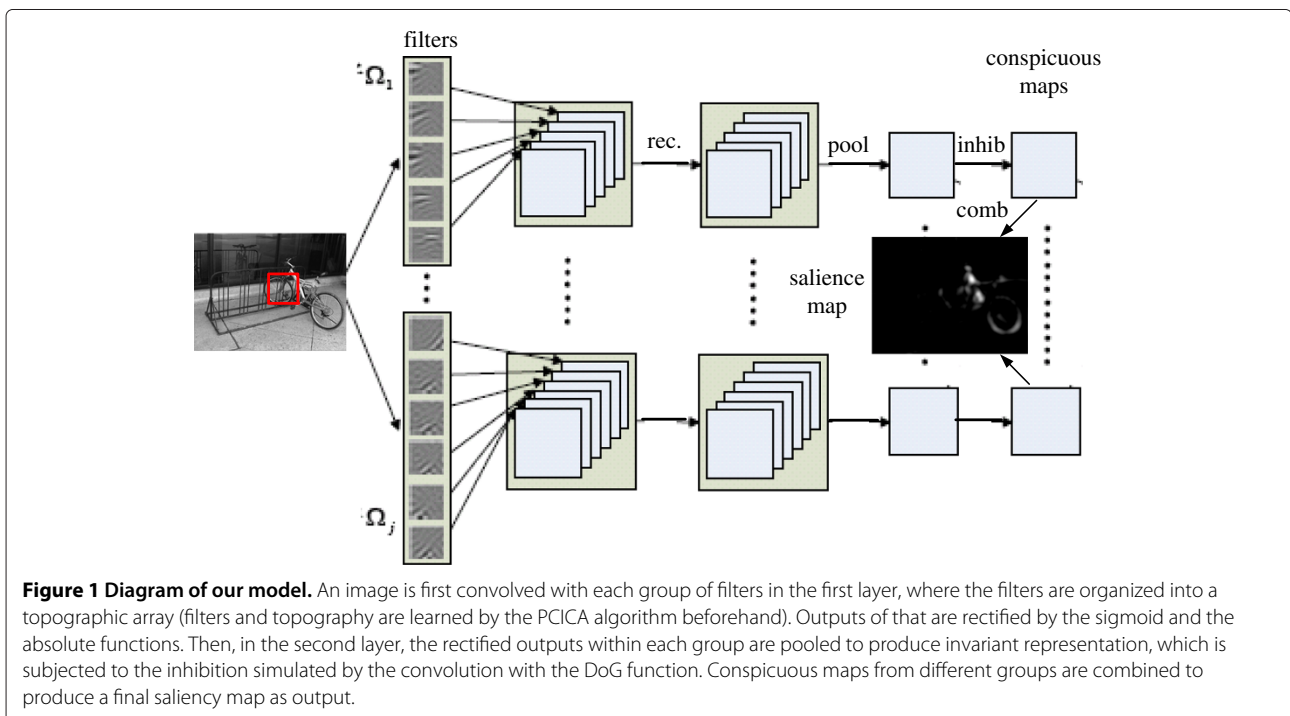 filters
Ω1
conspicuous
maps
rec.
pool
inhib
comb
salience
map
Ωj
Figure 1 Diagram of our model. An image is first convolved with each group of filters in the first layer, where the filters are organized into a
topographic array (filters and topography are learned by the PCICA algorithm beforehand). Outputs of that are rectified by the sigmoid and the
absolute functions. Then, in the second layer, the rectified outputs within each group are pooled to produce invariant representation, which is
subjected to the inhibition simulated by the convolution with the DoG function. Conspicuous maps from different groups are combined to
produce a final saliency map as output.